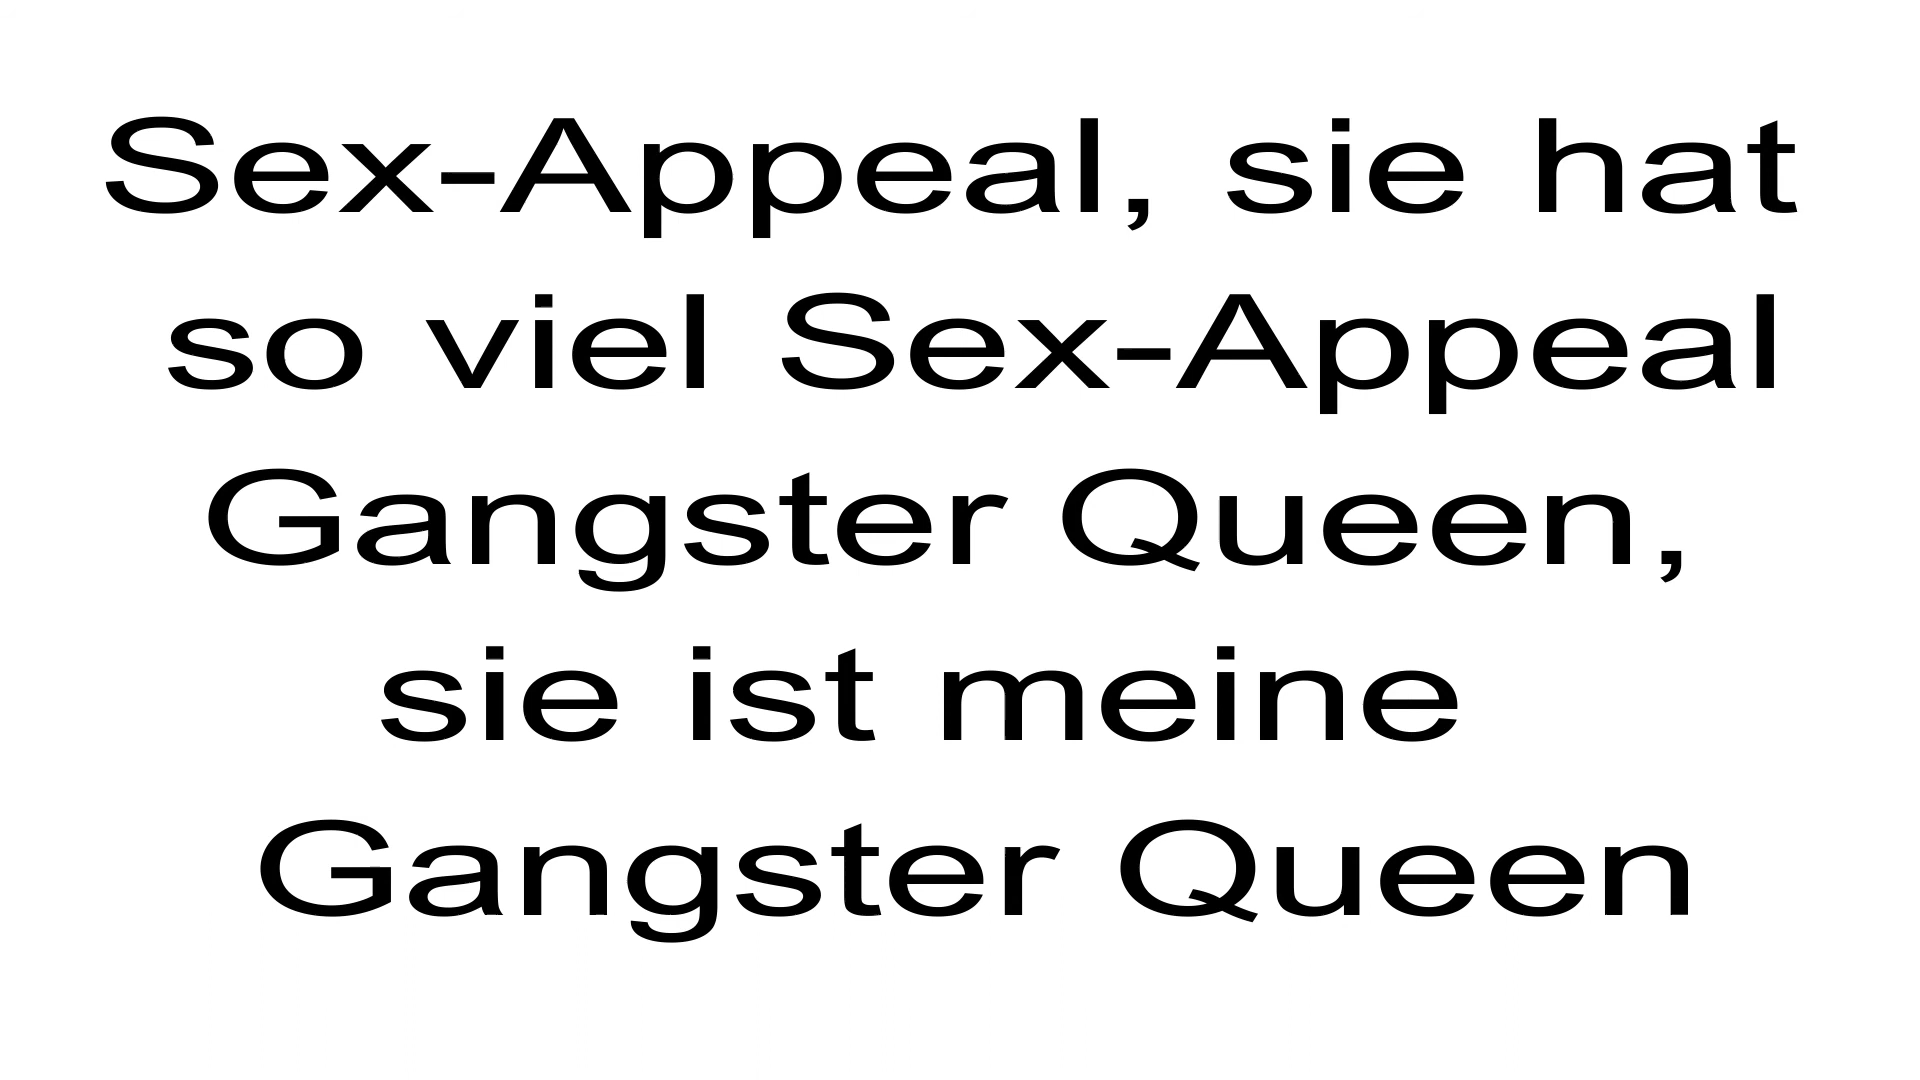 Sex-Appeal, sie hat
so viel Sex-Appeal
Gangster Queen,
sie ist meine
Gangster Queen